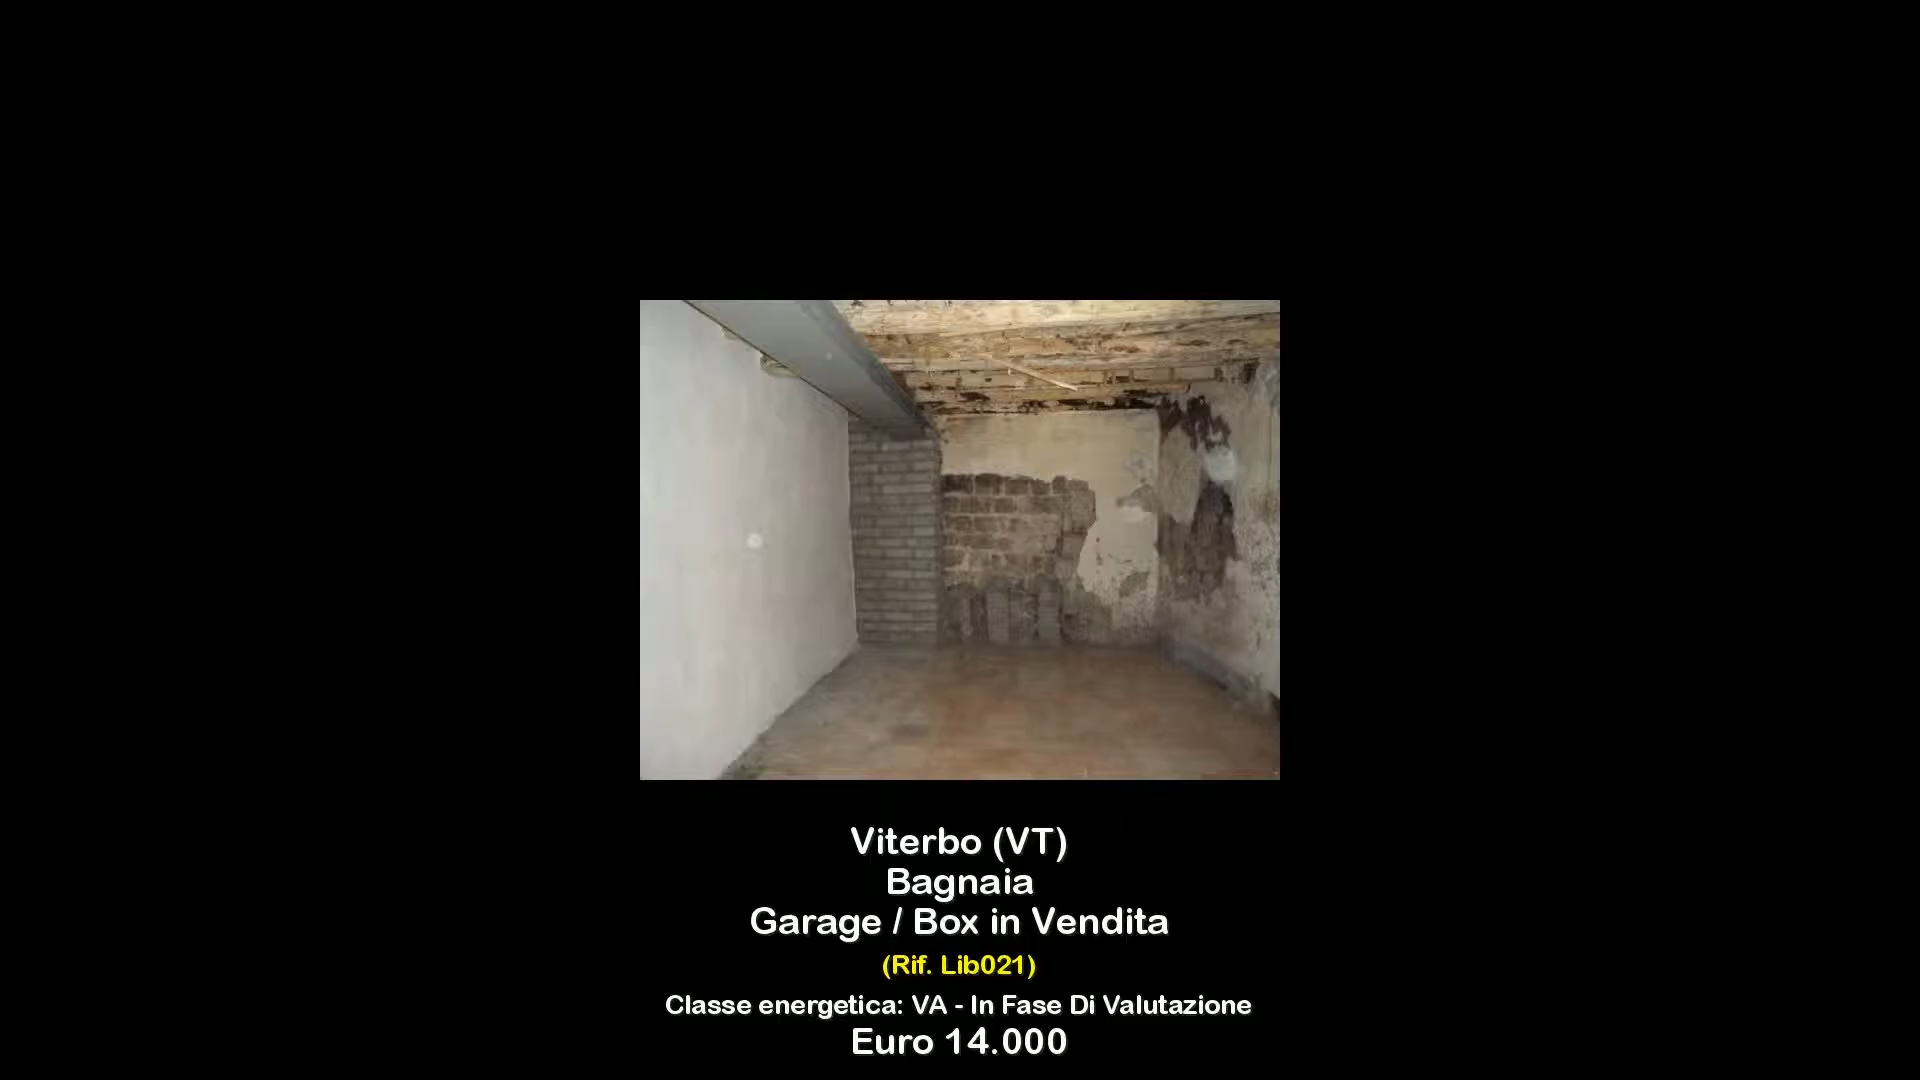 Viterbo (VT)
Bagnaia
Garage / Box in Vendita
(Rif. Lib021)
Classe energetica: VA - In Fase Di Valutazione
Euro 14.000